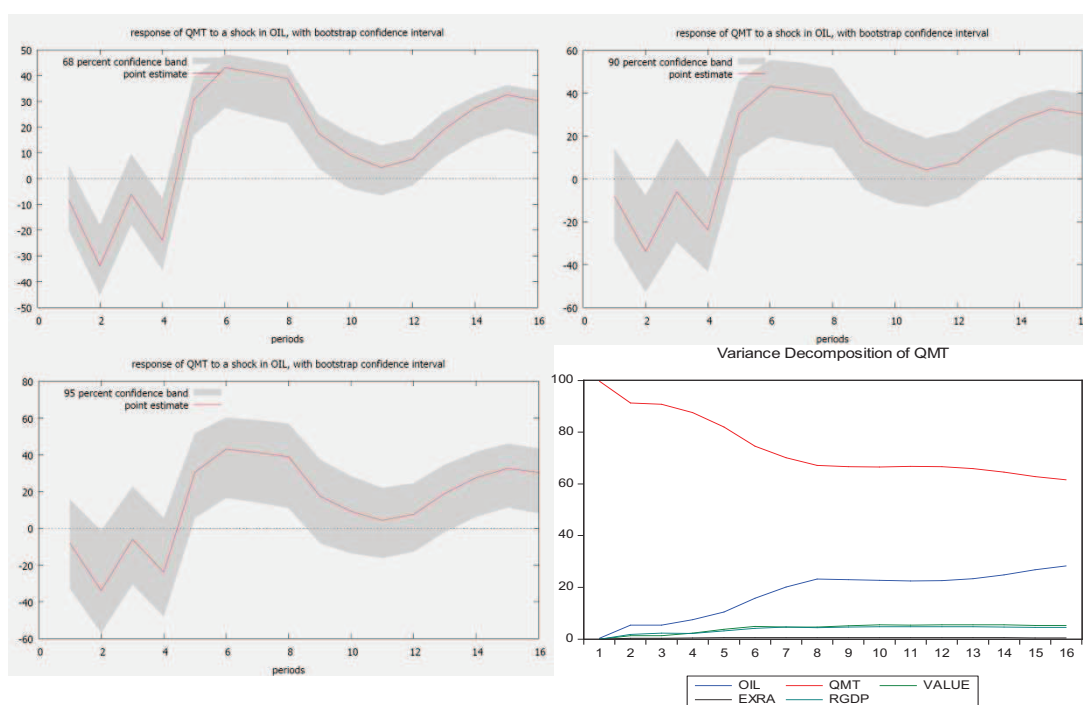 response of QMT to a shock in OIL, with bootstrap confidence interval
68 percent confidence band
point estimate
50
40
30
20
10
0
-10
-20
-30
-40
-50
0 2 4 6 8 10 12 14 16
periods
response of QMT to a shock in OIL, with bootstrap confidence interval
90 percent confidence band
point estimate
60
40
20
0
-20
-40
-60
0 2 4 6 8 10 12 14 16
periods
response of QMT to a shock in OIL, with bootstrap confidence interval
95 percent confidence band
point estimate
80
60
40
20
0
-20
-40
-60
0 2 4 6 8 10 12 14 16
periods
Variance Decomposition of QMT
100
80
60
40
20
0
1 2 3 4 5 6 7 8 9 10 11 12 13 14 15 16
OIL QMT VALUE
EXRA RGDP